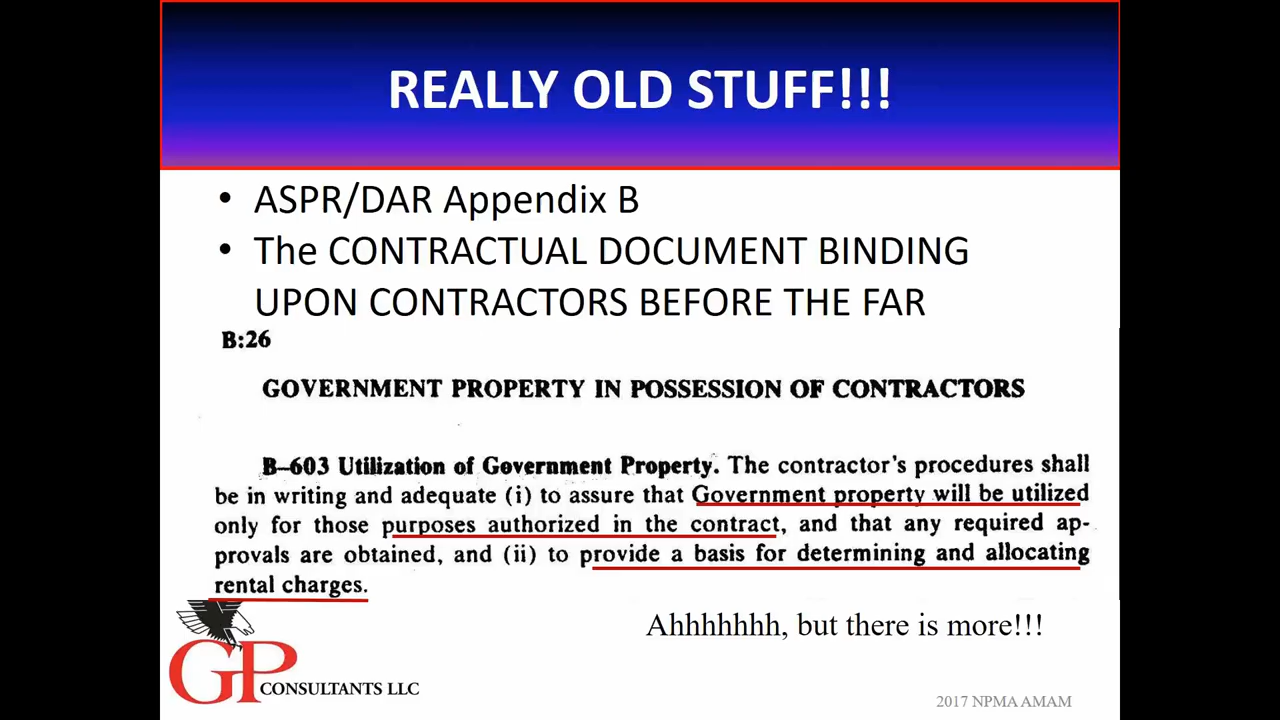 REALLY OLD STUFF!!!
• ASPR/DAR Appendix B
• The CONTRACTUAL DOCUMENT BINDING
UPON CONTRACTORS BEFORE THE FAR
B:26
GOVERNMENT PROPERTY IN POSSESSION OF CONTRACTORS
B-603 Utilization of Government Property. The contractor's procedures shall
be in writing and adequate (i) to assure that Government property will be utilized
only for those purposes authorized in the contract, and that any required ap-
provals are obtained, and (ii) to provide a basis for determining and allocating
rental charges.
Ahhhhhhh, but there is more!!!
GP CONSULTANTS LLC
2017 NPMA AMAM